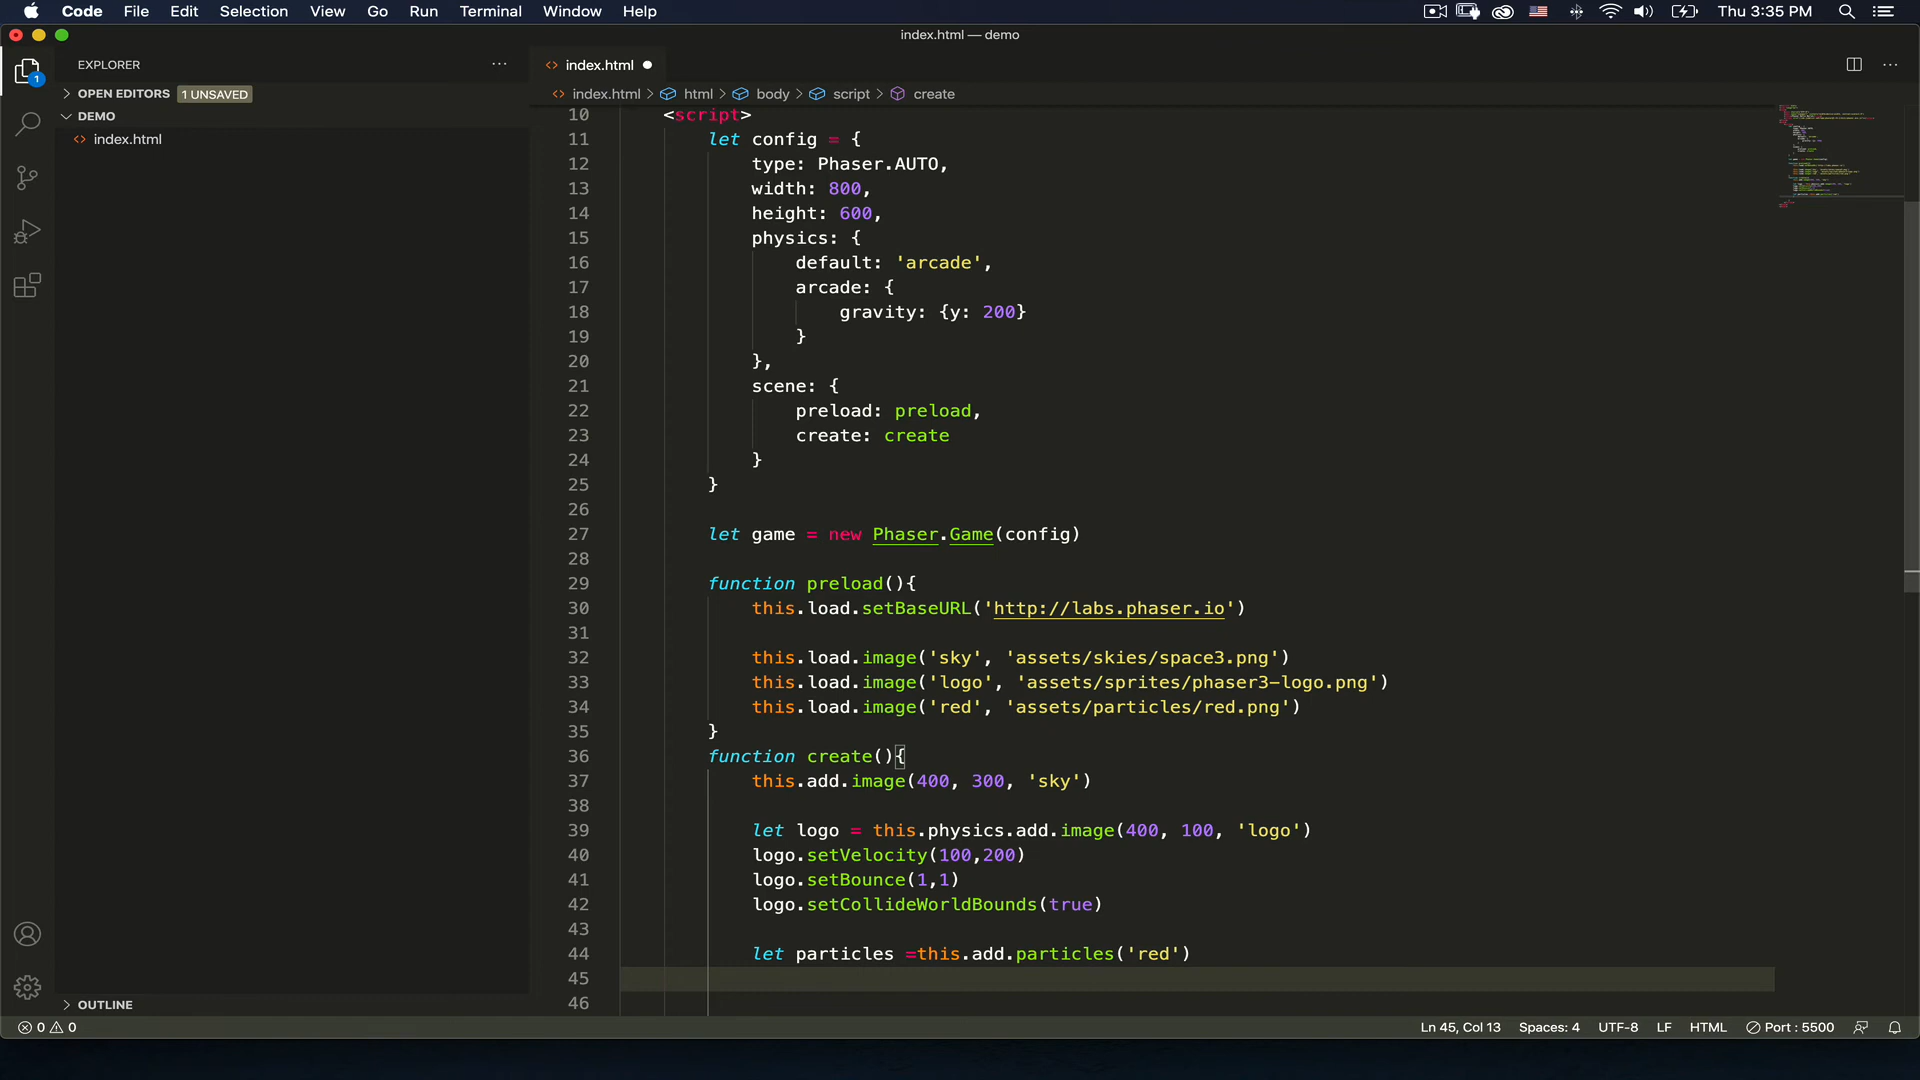 Code File Edit Selection View Go Run Terminal Window Help Thu 3:35 PM
index.html — demo
EXPLORER ... <> index.html ● ...
OPEN EDITORS 1 UNSAVED
<> index.html > html > body > script > create
DEMO
<> index.html
1
10 <script>
11 let config = {
12 type: Phaser.AUTO,
13 width: 800,
14 height: 600,
15 physics: {
16 default: 'arcade',
17 arcade: {
18 gravity: {y: 200}
19 }
20 },
21 scene: {
22 preload: preload,
23 create: create
24 }
25 }
26
27 let game = new Phaser.Game(config)
28
29 function preload(){
30 this.load.setBaseURL('http://labs.phaser.io')
31
32 this.load.image('sky', 'assets/skies/space3.png')
33 this.load.image('logo', 'assets/sprites/phaser3-logo.png')
34 this.load.image('red', 'assets/particles/red.png')
35 }
36 function create(){
37 this.add.image(400, 300, 'sky')
38
39 let logo = this.physics.add.image(400, 100, 'logo')
40 logo.setVelocity(100,200)
41 logo.setBounce(1,1)
42 logo.setCollideWorldBounds(true)
43
44 let particles =this.add.particles('red')
45
46
OUTLINE
0 0 Ln 45, Col 13 Spaces: 4 UTF-8 LF HTML Port : 5500